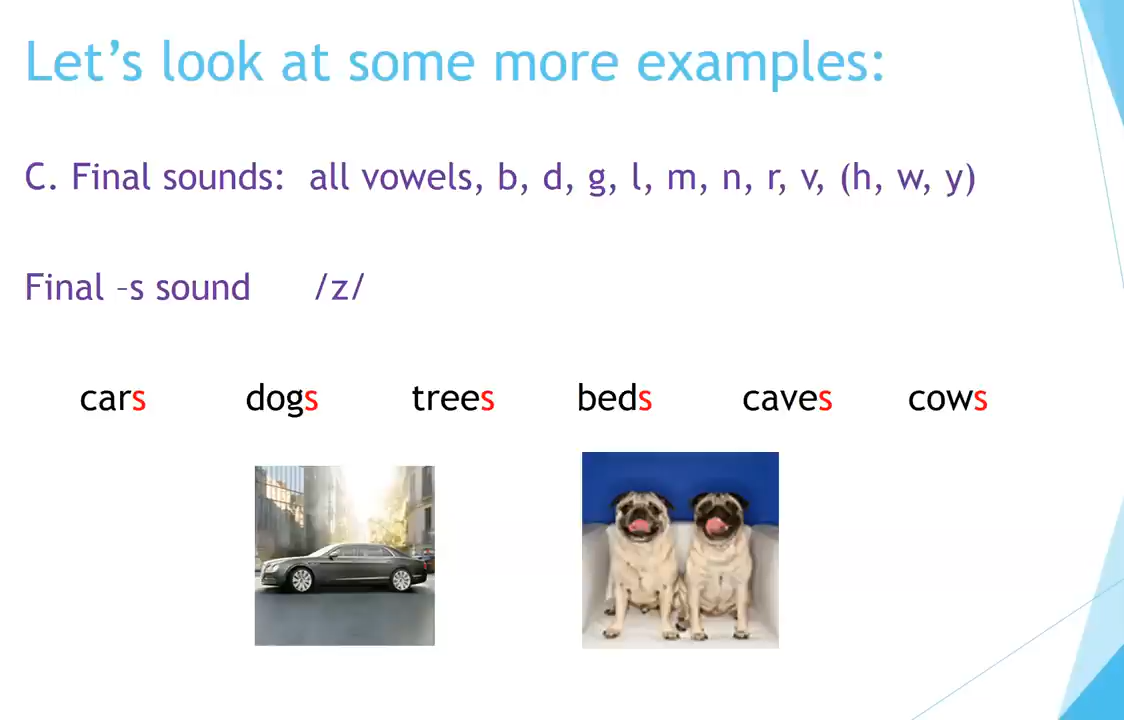 Let’s look at some more examples:
C. Final sounds: all vowels, b, d, g, l, m, n, r, v, (h, w, y)
Final –s sound /z/
cars dogs trees beds caves cows